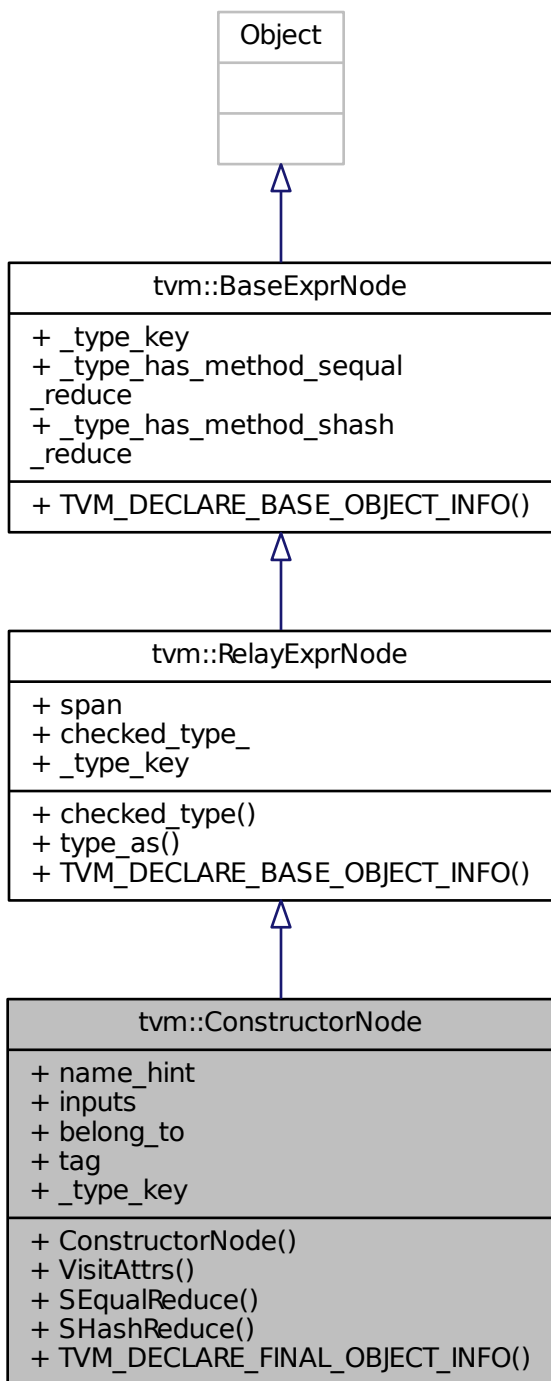 Object
tvm::BaseExprNode
+ _type_key
+ _type_has_method_sequal
_reduce
+ _type_has_method_shash
_reduce
+ TVM_DECLARE_BASE_OBJECT_INFO()
tvm::RelayExprNode
+ span
+ checked_type_
+ _type_key
+ checked_type()
+ type_as()
+ TVM_DECLARE_BASE_OBJECT_INFO()
tvm::ConstructorNode
+ name_hint
+ inputs
+ belong_to
+ tag
+ _type_key
+ ConstructorNode()
+ VisitAttrs()
+ SEqualReduce()
+ SHashReduce()
+ TVM_DECLARE_FINAL_OBJECT_INFO()